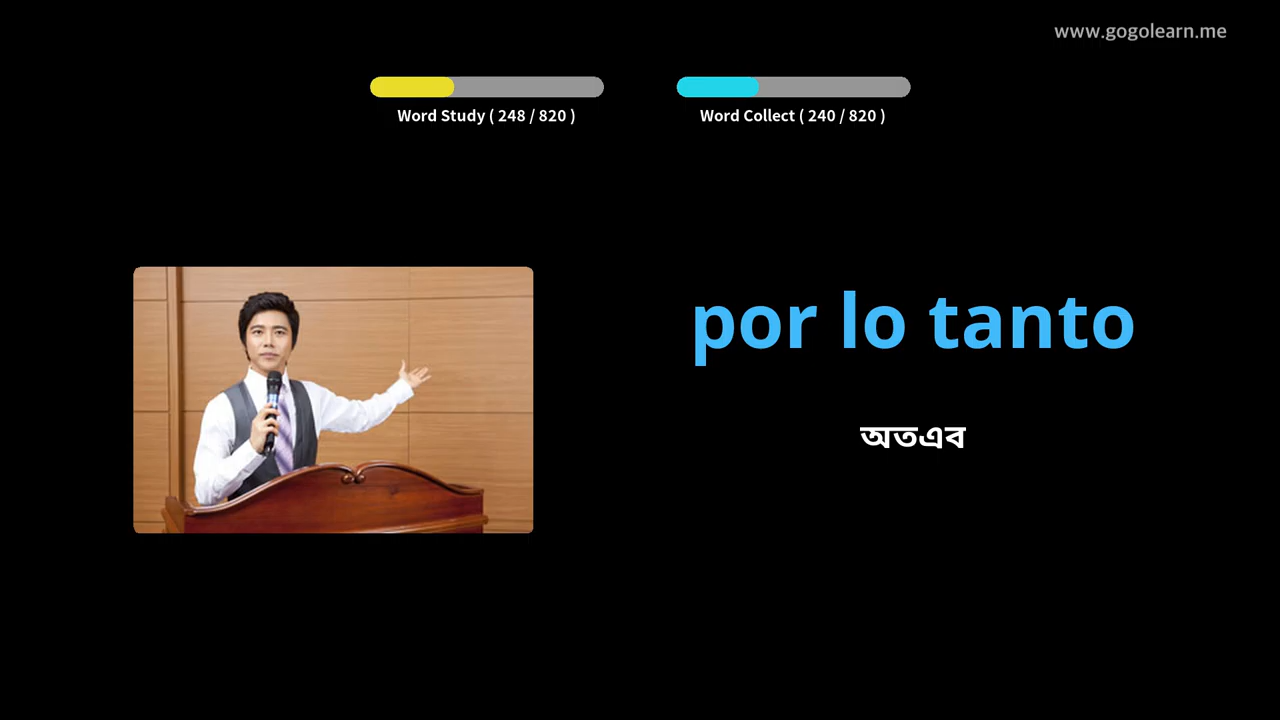 www.gogolearn.me
Word Study ( 248 / 820 )
Word Collect ( 240 / 820 )
por lo tanto
অতএব